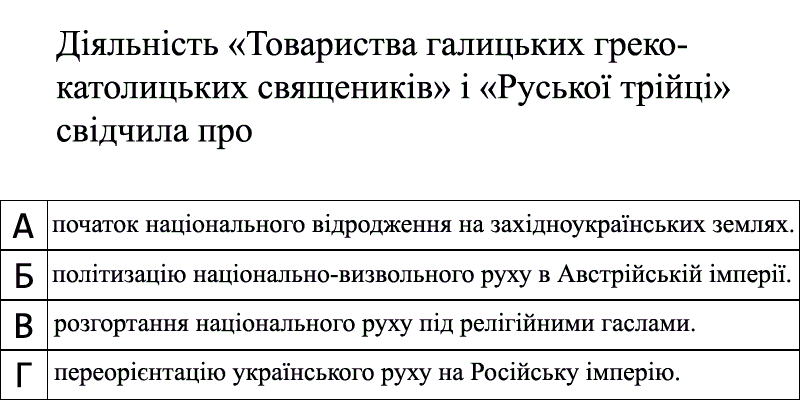 Діяльність «Товариства галицьких греко-
католицьких священиків» і «Руської трійці»
свідчила про
А початок національного відродження на західноукраїнських землях.
Б політизацію національно-визвольного руху в Австрійській імперії.
В розгортання національного руху під релігійними гаслами.
Г переорієнтацію українського руху на Російську імперію.